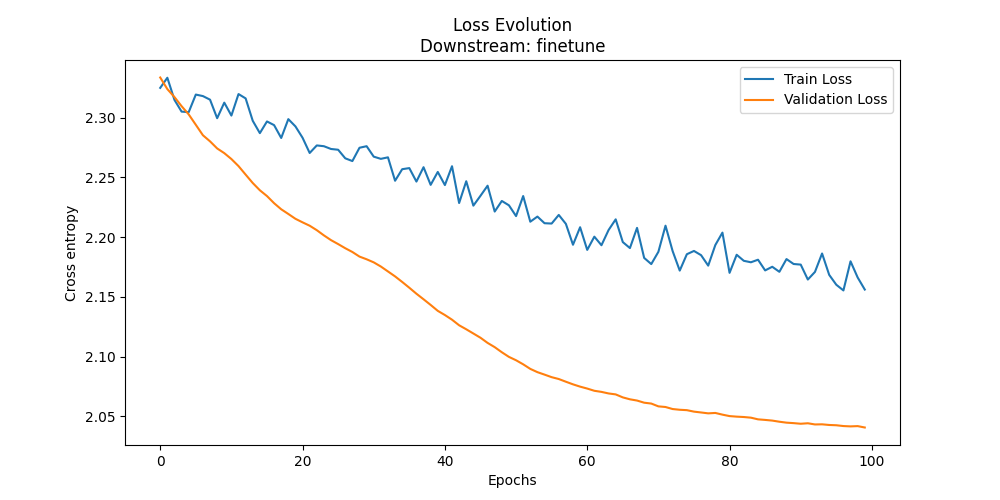 Loss Evolution
Downstream: finetune
Train Loss
Validation Loss
Cross entropy
2.30
2.25
2.20
2.15
2.10
2.05
0
20
40
60
80
100
Epochs